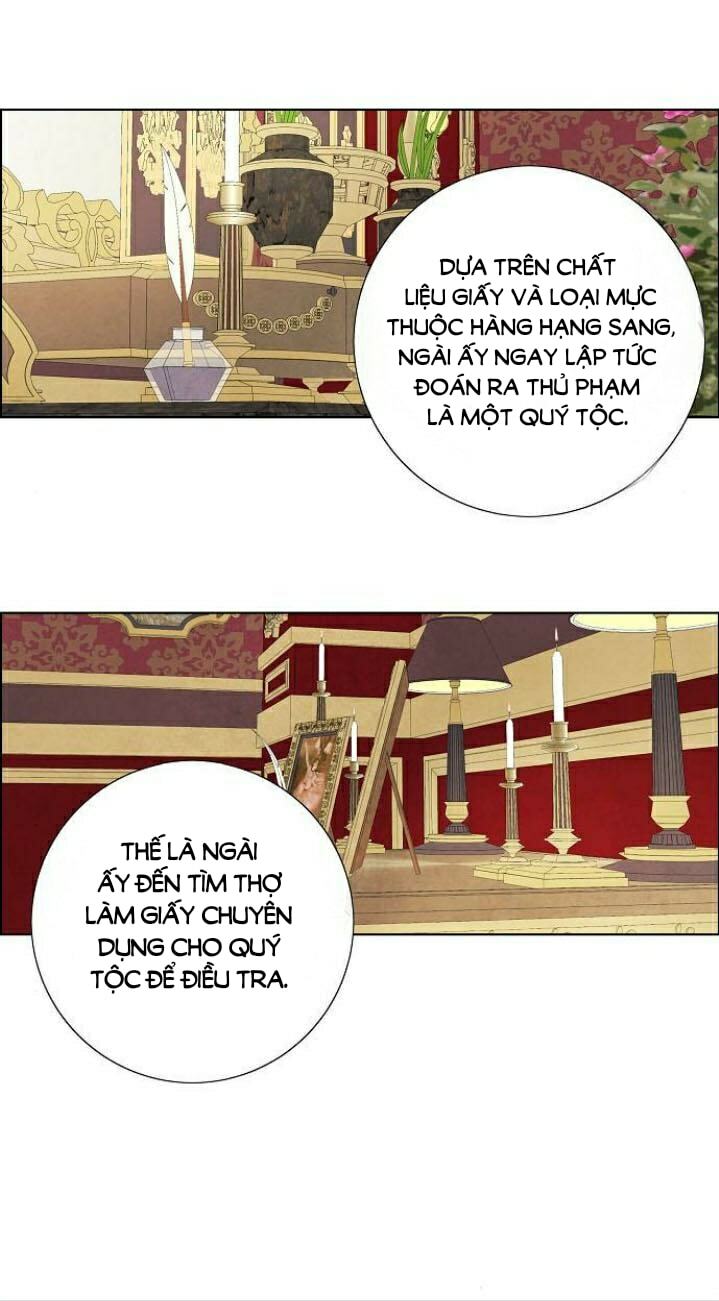 DỰA TRÊN CHẤT
LIỆU GIẤY VÀ LOẠI MỰC
THUỘC HÀNG HẠNG SANG,
NGÀI ẤY NGAY LẬP TỨC
ĐOÁN RA THỦ PHẠM
LÀ MỘT QUÝ TỘC.
THẾ LÀ NGÀI
ẤY ĐẾN TÌM THỢ
LÀM GIẤY CHUYÊN
DỤNG CHO QUÝ
TỘC ĐỂ ĐIỀU TRA.